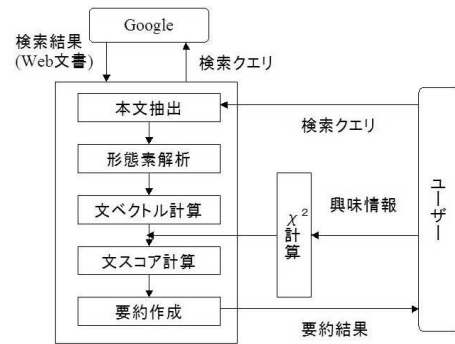 Google
検索結果
(Web文書)
検索クエリ
本文抽出
検索クエリ
形態素解析
文ベクトル計算
χ²
計算
興味情報
ユーザー
文スコア計算
要約作成
要約結果